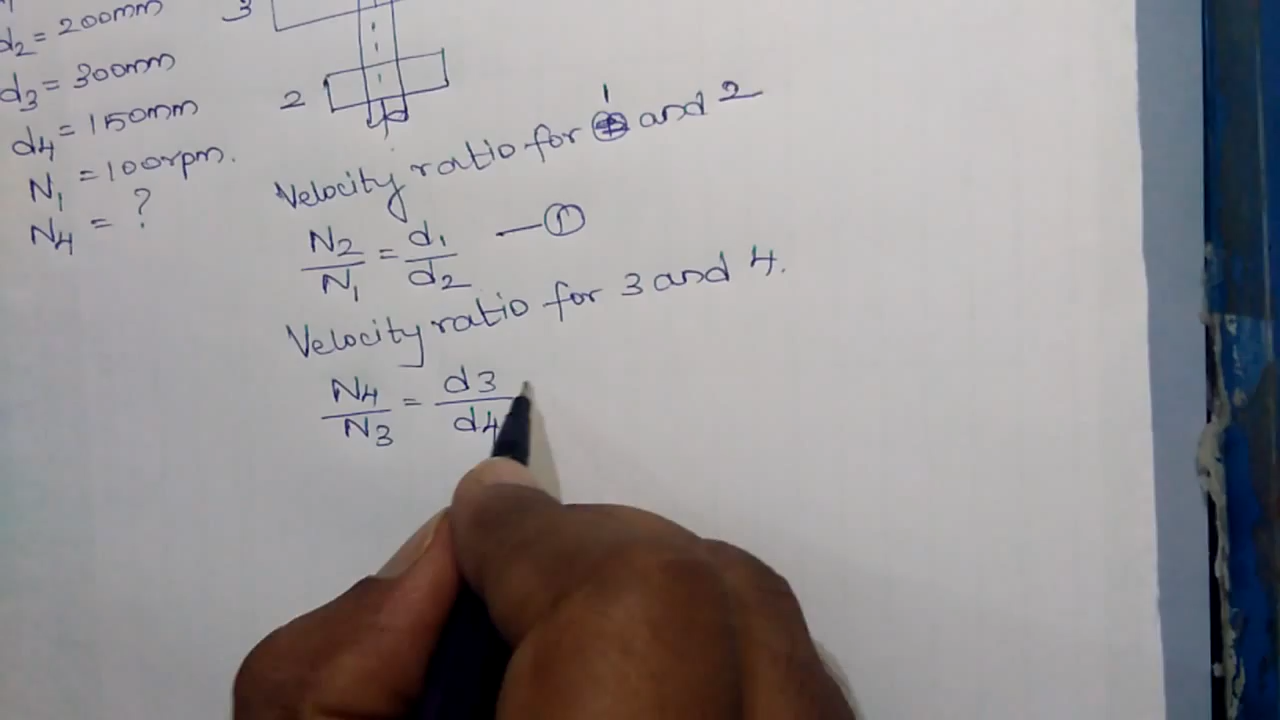 d2 = 200mm
d3 = 300mm
d4 = 150mm
N1 = 100rpm.
N4 = ?
3
2
Velocity ratio for 1 and 2
N2/N1 = d1/d2 — ①
Velocity ratio for 3 and 4.
N4/N3 = d3/d4